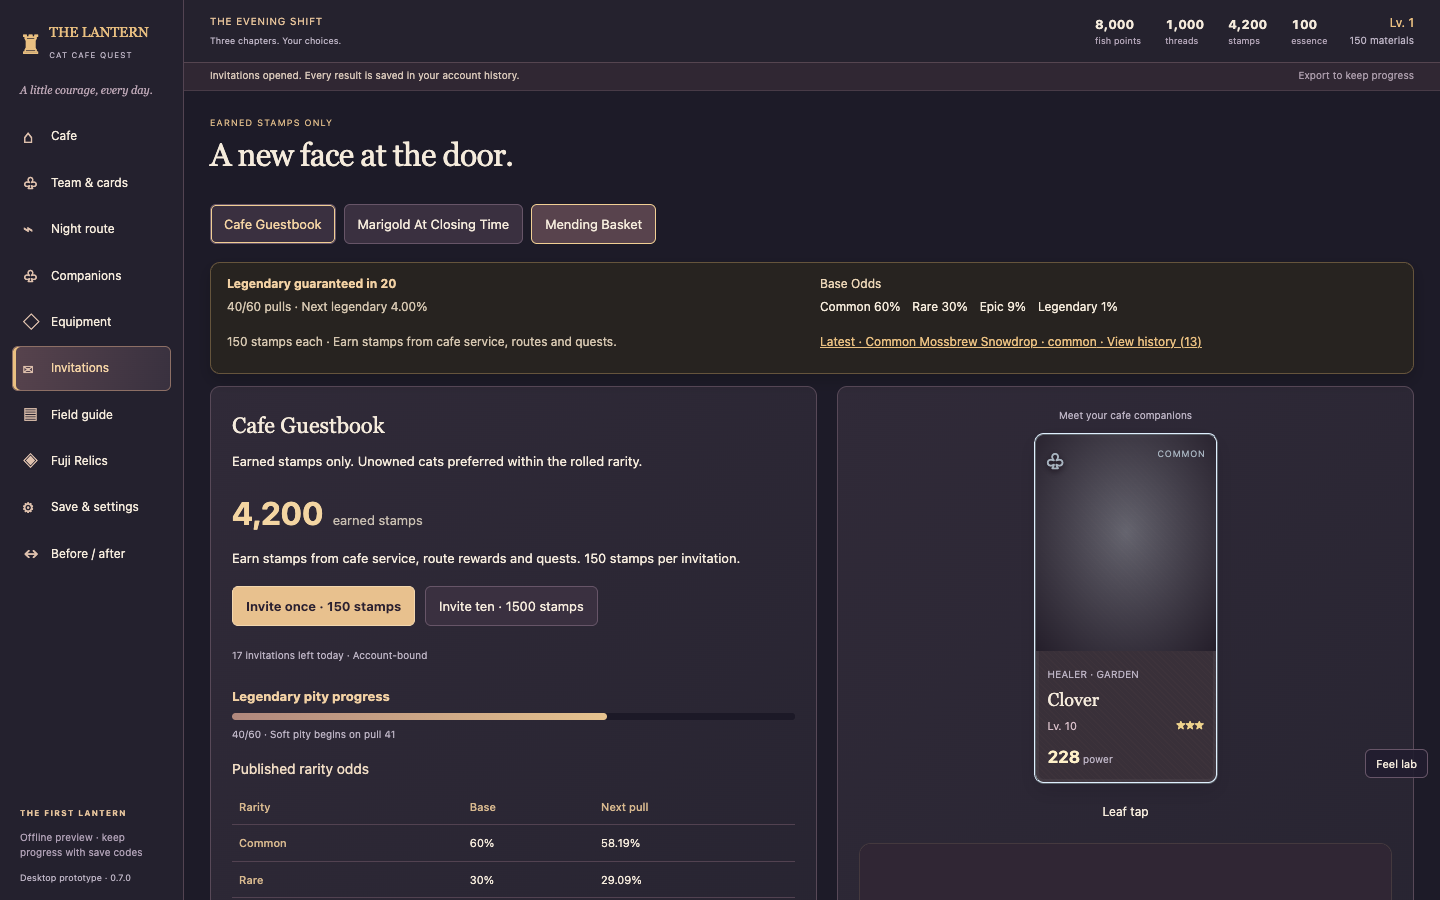 THE LANTERN
CAT CAFE QUEST
A little courage, every day.
Cafe
Team & cards
Night route
Companions
Equipment
Invitations
Field guide
Fuji Relics
Save & settings
Before / after
THE FIRST LANTERN
Offline preview · keep
progress with save codes
Desktop prototype · 0.7.0
THE EVENING SHIFT
Three chapters. Your choices.
8,000
fish points
1,000
threads
4,200
stamps
100
essence
Lv. 1
150 materials
Invitations opened. Every result is saved in your account history.
Export to keep progress
EARNED STAMPS ONLY
A new face at the door.
Cafe Guestbook
Marigold At Closing Time
Mending Basket
Legendary guaranteed in 20
40/60 pulls · Next legendary 4.00%
150 stamps each · Earn stamps from cafe service, routes and quests.
Base Odds
Common 60% Rare 30% Epic 9% Legendary 1%
Latest · Common Mossbrew Snowdrop · common · View history (13)
Cafe Guestbook
Earned stamps only. Unowned cats preferred within the rolled rarity.
4,200 earned stamps
Earn stamps from cafe service, route rewards and quests. 150 stamps per invitation.
Invite once · 150 stamps
Invite ten · 1500 stamps
17 invitations left today · Account-bound
Legendary pity progress
40/60 · Soft pity begins on pull 41
Published rarity odds
Rarity Base Next pull
Common 60% 58.19%
Rare 30% 29.09%
Meet your cafe companions
COMMON
HEALER · GARDEN
Clover
Lv. 10
228 power
Leaf tap
Feel lab